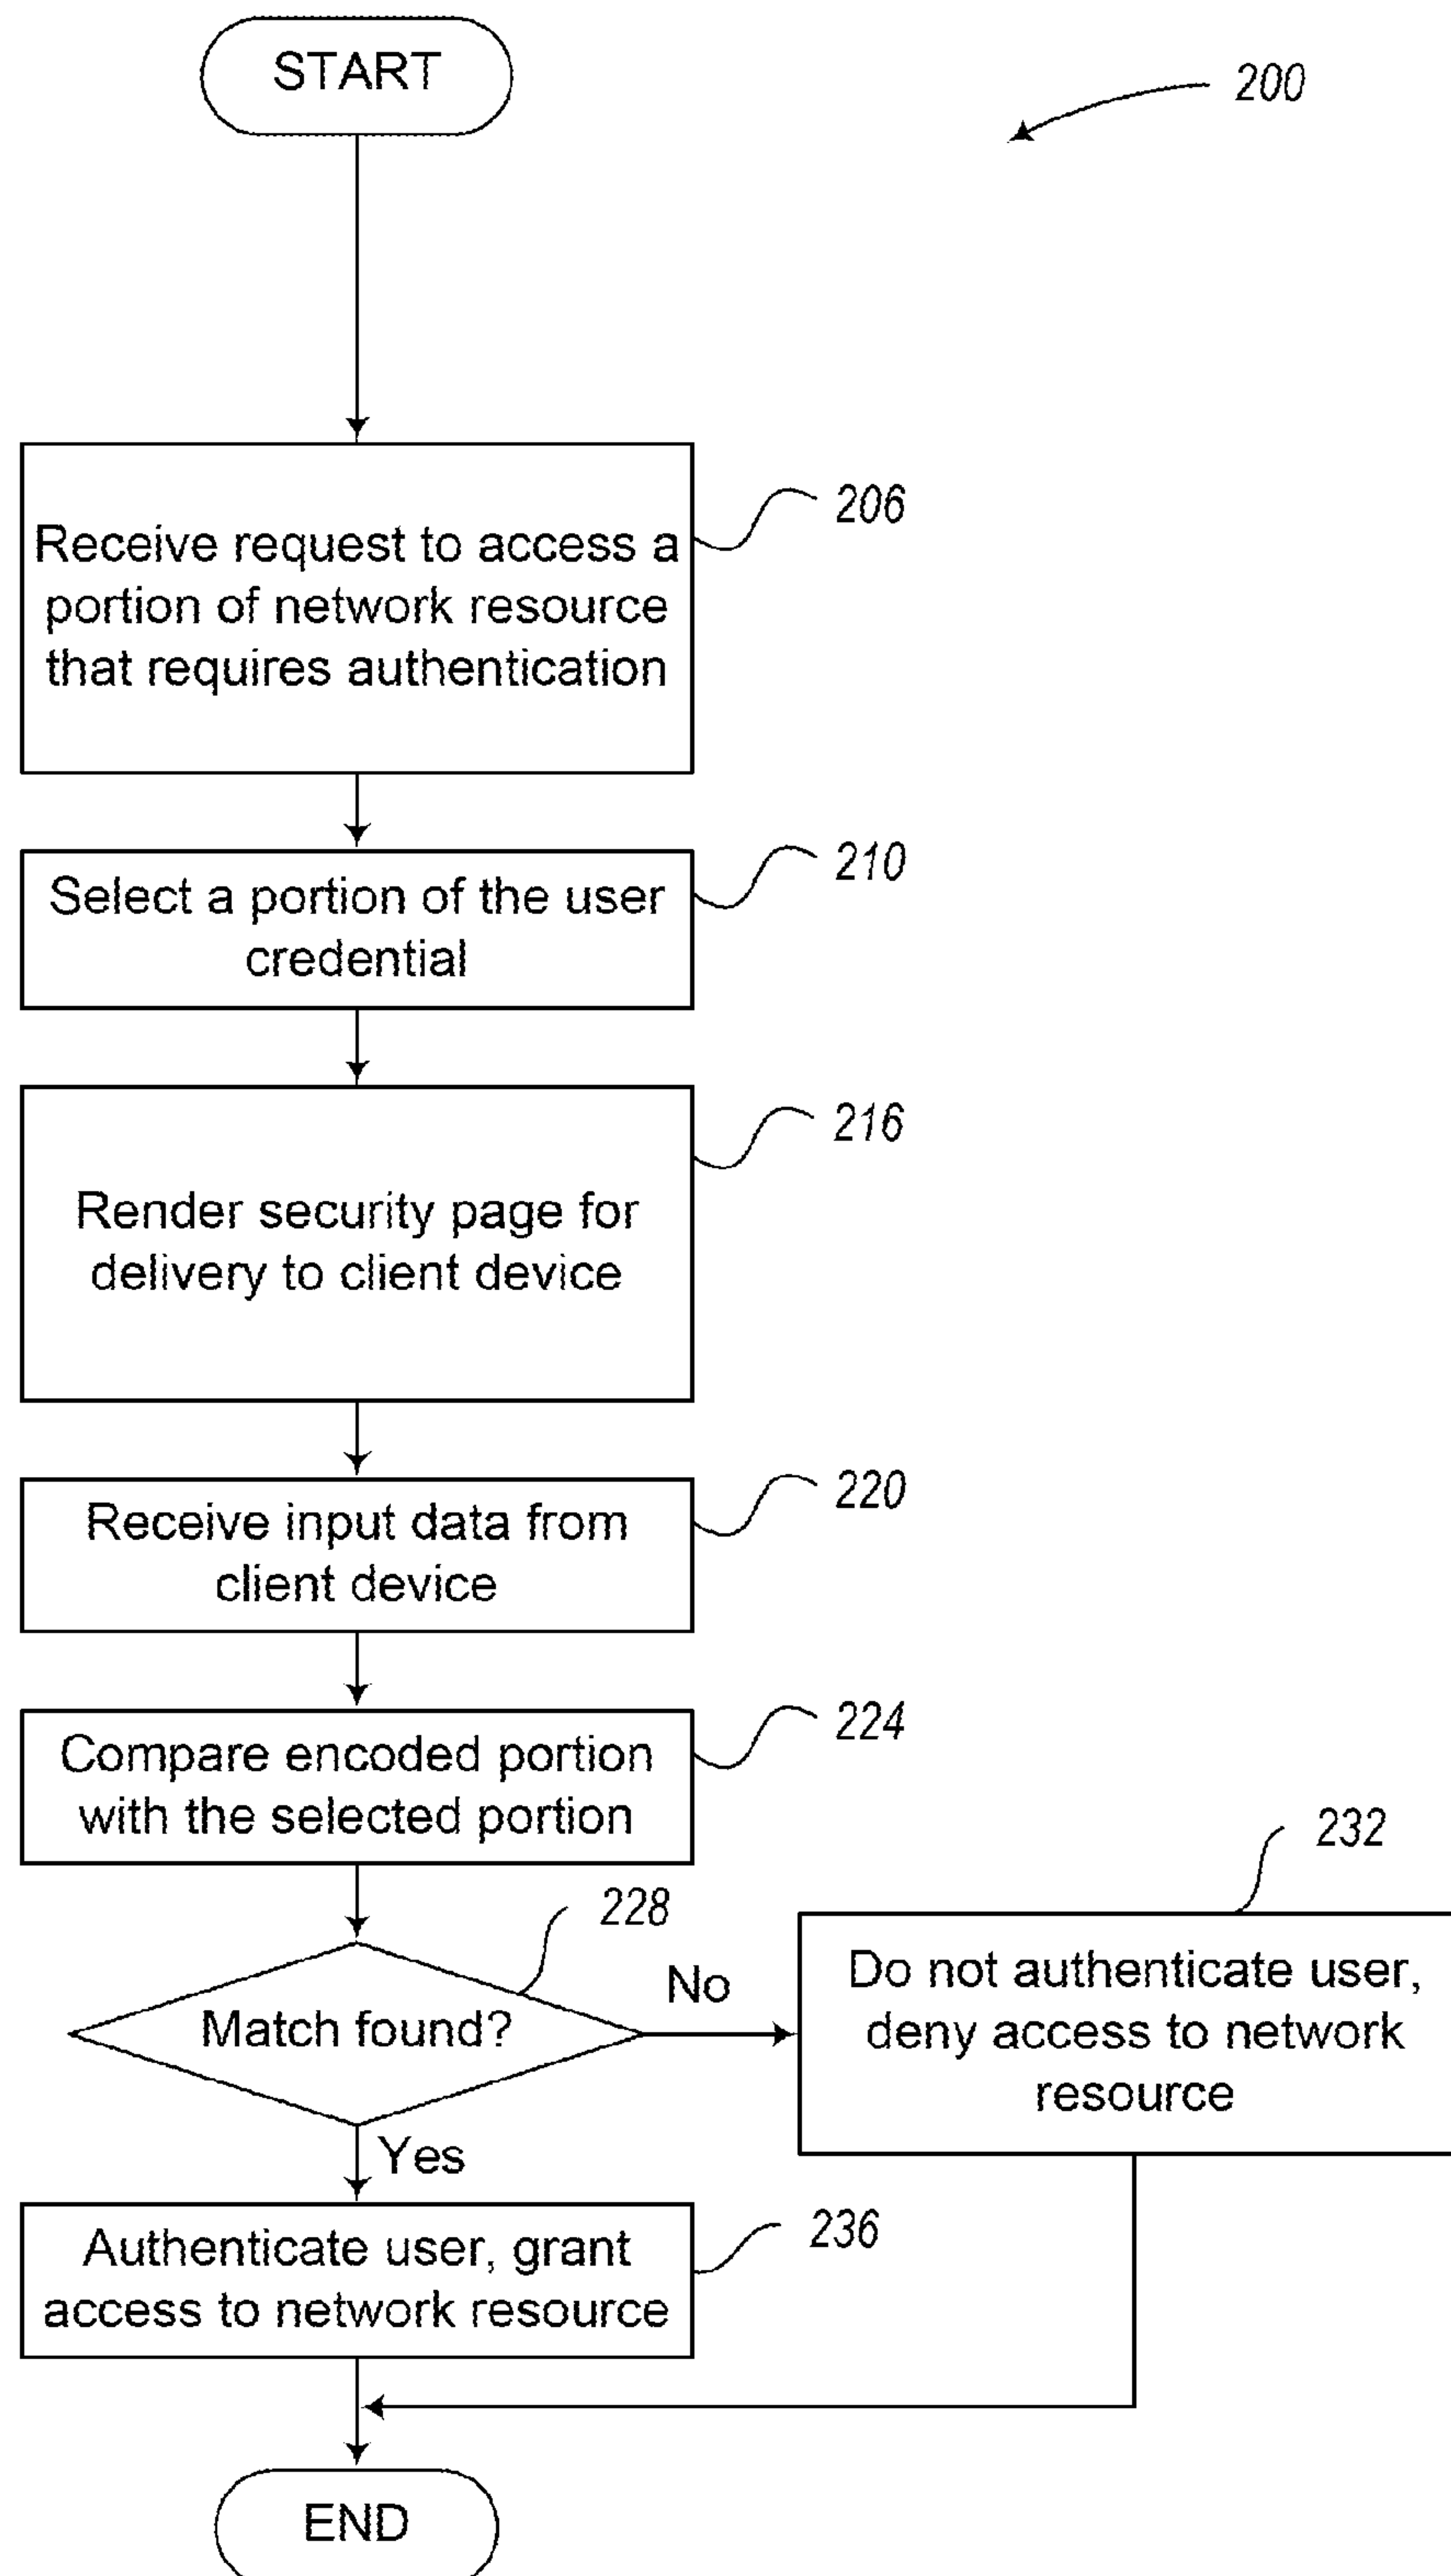 START
200
Receive request to access a
portion of network resource
that requires authentication
206
Select a portion of the user
credential
210
Render security page for
delivery to client device
216
Receive input data from
client device
220
Compare encoded portion
with the selected portion
224
Match found?
228
No
Do not authenticate user,
deny access to network
resource
232
Yes
Authenticate user, grant
access to network resource
236
END